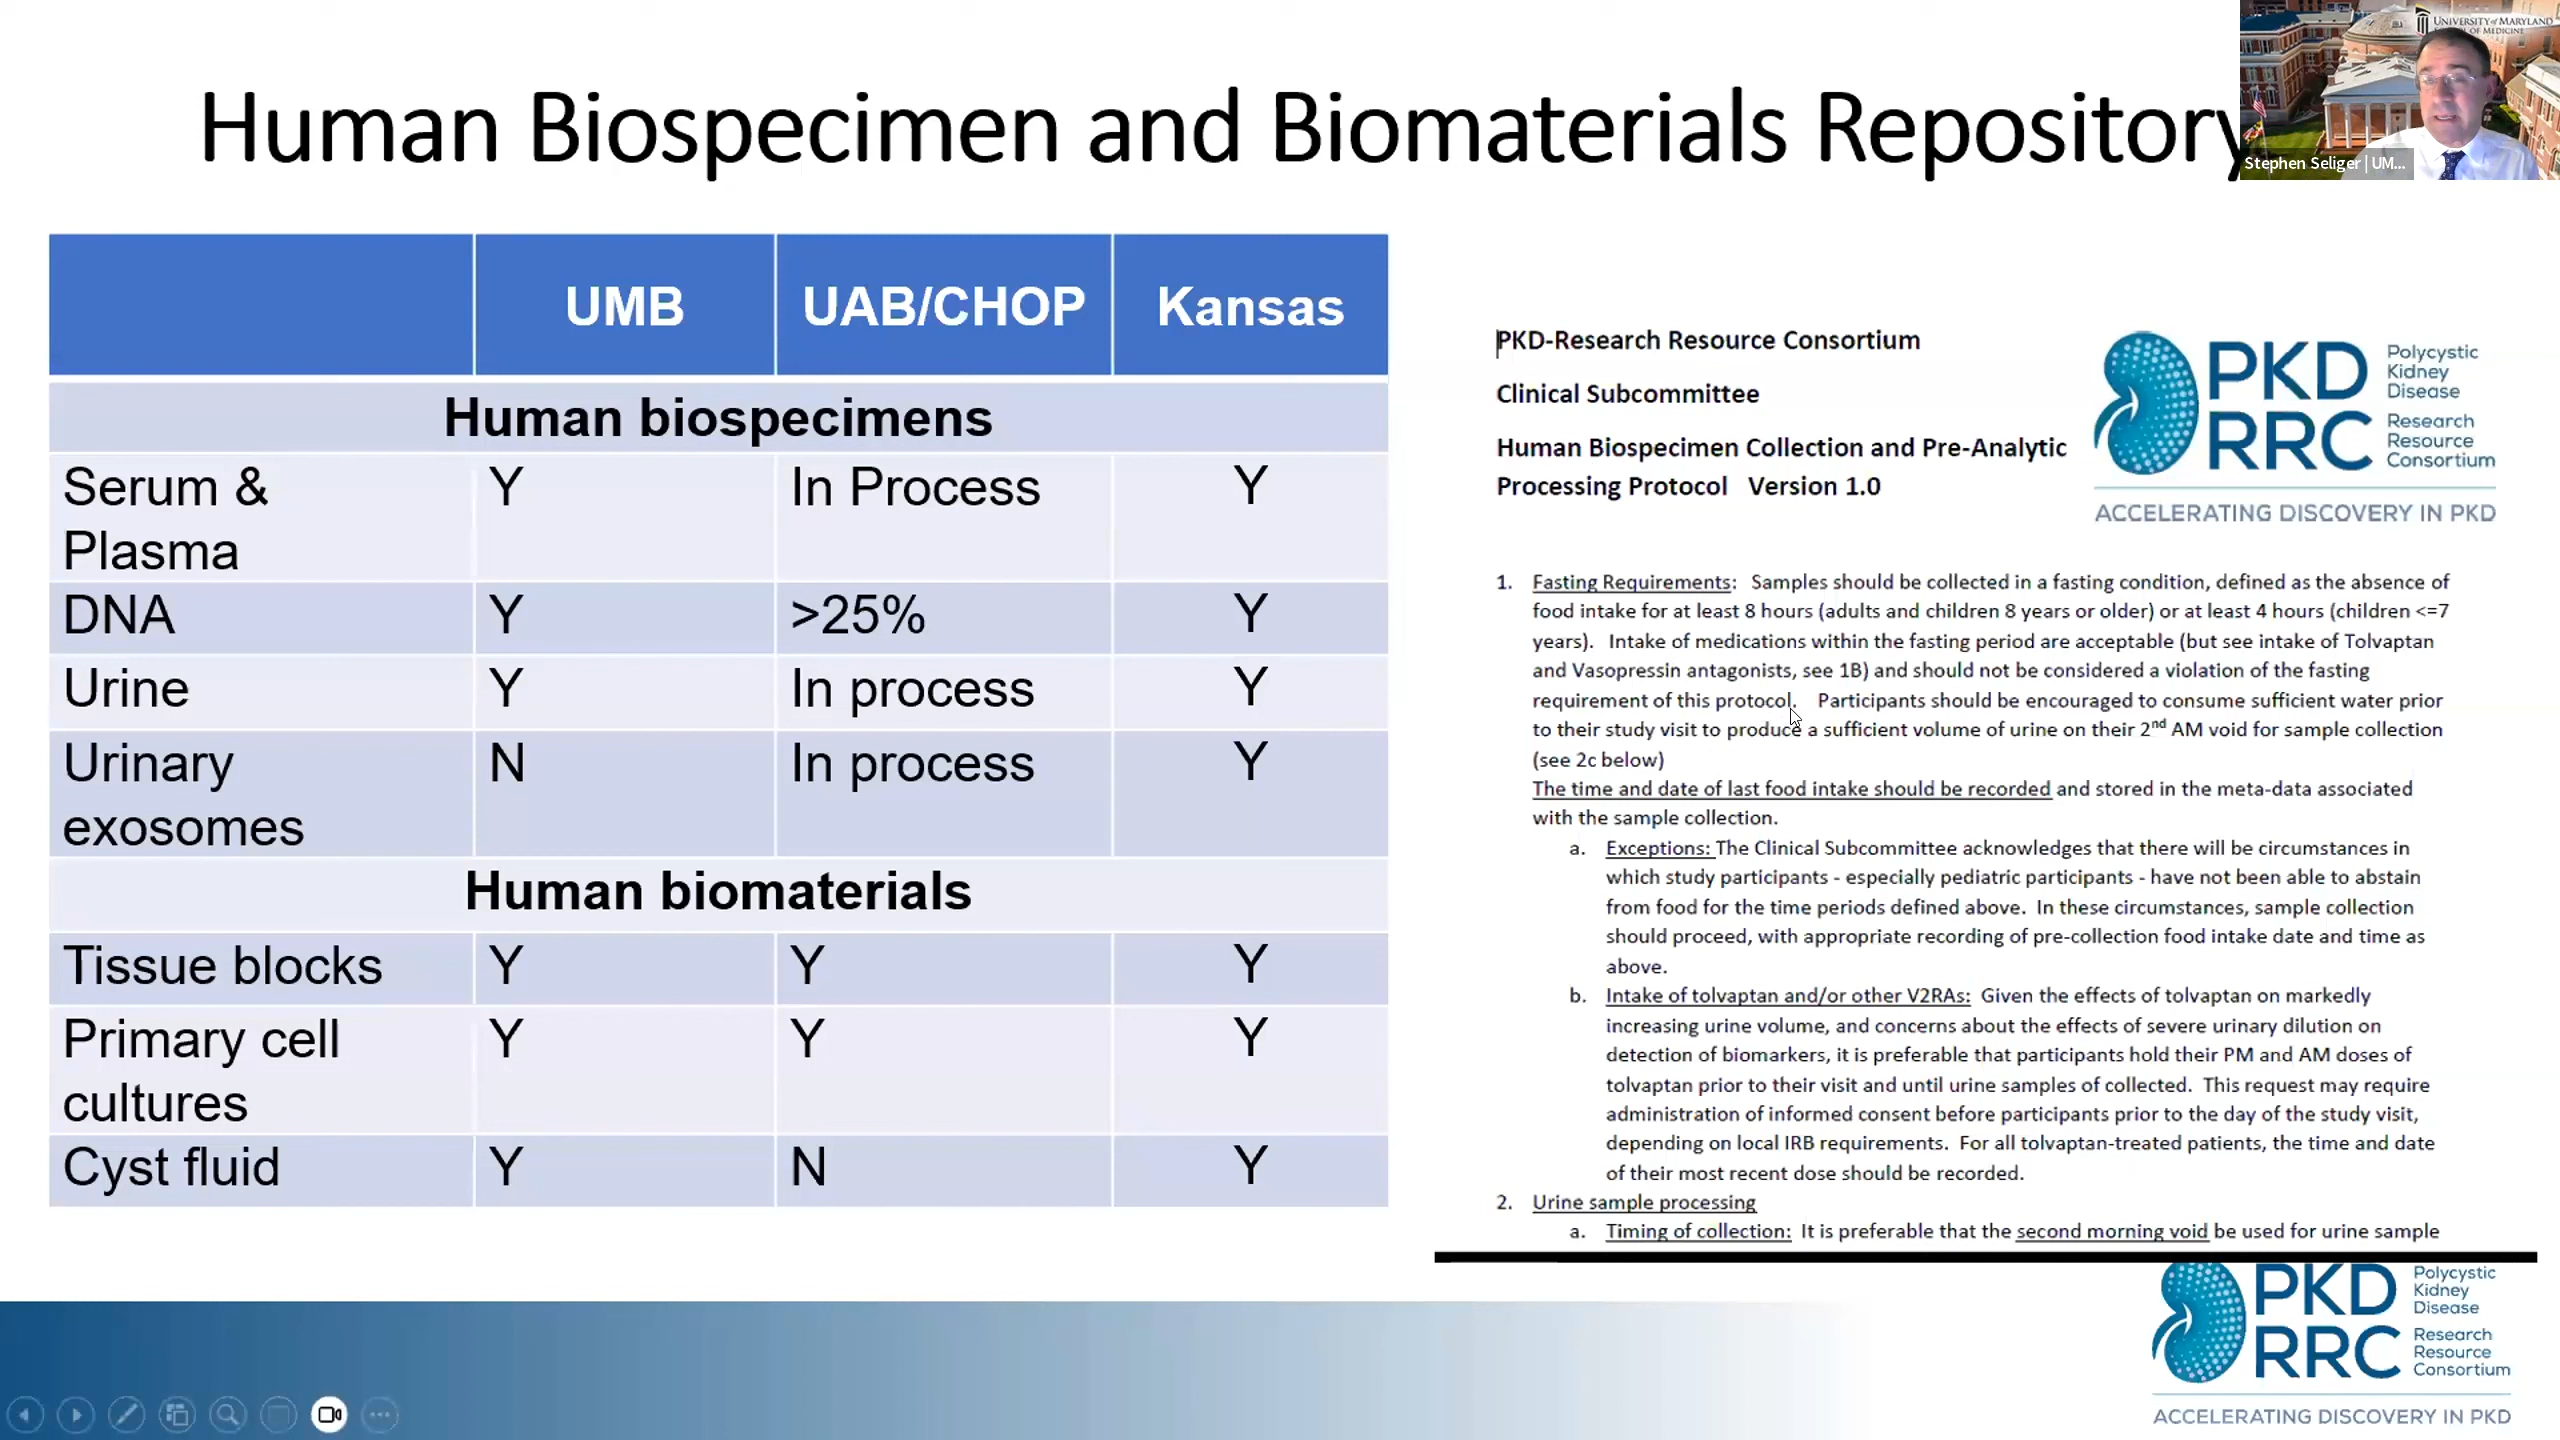 Human Biospecimen and Biomaterials Repository
UNIVERSITY of MARYLAND
OF MEDICINE
Stephen Seliger | UM...
UMB UAB/CHOP Kansas
Human biospecimens
Serum & Y In Process Y
Plasma
DNA Y >25% Y
Urine Y In process Y
Urinary N In process Y
exosomes
Human biomaterials
Tissue blocks Y Y Y
Primary cell Y Y Y
cultures
Cyst fluid Y N Y
PKD-Research Resource Consortium
Clinical Subcommittee
Human Biospecimen Collection and Pre-Analytic
Processing Protocol Version 1.0
PKD Polycystic
Kidney
Disease
RRC Research
Resource
Consortium
ACCELERATING DISCOVERY IN PKD
1. Fasting Requirements: Samples should be collected in a fasting condition, defined as the absence of
food intake for at least 8 hours (adults and children 8 years or older) or at least 4 hours (children <=7
years). Intake of medications within the fasting period are acceptable (but see intake of Tolvaptan
and Vasopressin antagonists, see 1B) and should not be considered a violation of the fasting
requirement of this protocol. Participants should be encouraged to consume sufficient water prior
to their study visit to produce a sufficient volume of urine on their 2nd AM void for sample collection
(see 2c below)
The time and date of last food intake should be recorded and stored in the meta-data associated
with the sample collection.
a. Exceptions: The Clinical Subcommittee acknowledges that there will be circumstances in
which study participants - especially pediatric participants - have not been able to abstain
from food for the time periods defined above. In these circumstances, sample collection
should proceed, with appropriate recording of pre-collection food intake date and time as
above.
b. Intake of tolvaptan and/or other V2RAs: Given the effects of tolvaptan on markedly
increasing urine volume, and concerns about the effects of severe urinary dilution on
detection of biomarkers, it is preferable that participants hold their PM and AM doses of
tolvaptan prior to their visit and until urine samples of collected. This request may require
administration of informed consent before participants prior to the day of the study visit,
depending on local IRB requirements. For all tolvaptan-treated patients, the time and date
of their most recent dose should be recorded.
2. Urine sample processing
a. Timing of collection: It is preferable that the second morning void be used for urine sample
PKD Polycystic
Kidney
Disease
RRC Research
Resource
Consortium
ACCELERATING DISCOVERY IN PKD